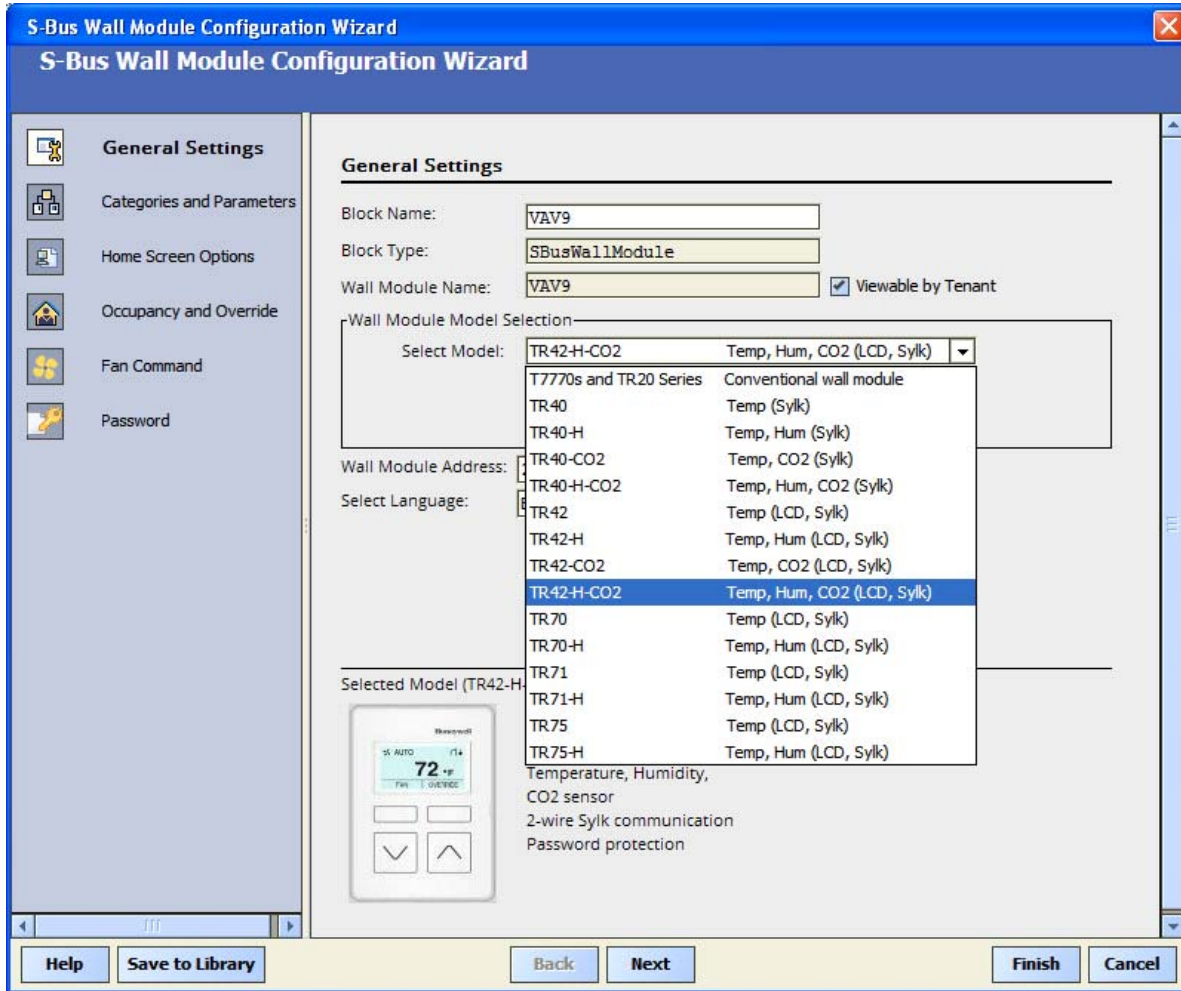 S-Bus Wall Module Configuration Wizard
S-Bus Wall Module Configuration Wizard
General Settings
Categories and Parameters
Home Screen Options
Occupancy and Override
Fan Command
Password
General Settings
Block Name: VAV9
Block Type: SBusWallModule
Wall Module Name: VAV9 Viewable by Tenant
Wall Module Model Selection
Select Model: TR42-H-CO2 Temp, Hum, CO2 (LCD, Sylk)
T7770s and TR20 Series Conventional wall module
TR40 Temp (Sylk)
TR40-H Temp, Hum (Sylk)
TR40-CO2 Temp, CO2 (Sylk)
TR40-H-CO2 Temp, Hum, CO2 (Sylk)
TR42 Temp (LCD, Sylk)
TR42-H Temp, Hum (LCD, Sylk)
TR42-CO2 Temp, CO2 (LCD, Sylk)
TR42-H-CO2 Temp, Hum, CO2 (LCD, Sylk)
TR70 Temp (LCD, Sylk)
TR70-H Temp, Hum (LCD, Sylk)
TR71 Temp (LCD, Sylk)
TR71-H Temp, Hum (LCD, Sylk)
TR75 Temp (LCD, Sylk)
TR75-H Temp, Hum (LCD, Sylk)
Wall Module Address:
Select Language:
Selected Model (TR42-H-
Honeywell
AUTO
72 °F
FAN OVERRIDE
Temperature, Humidity,
CO2 sensor
2-wire Sylk communication
Password protection
Help Save to Library Back Next Finish Cancel